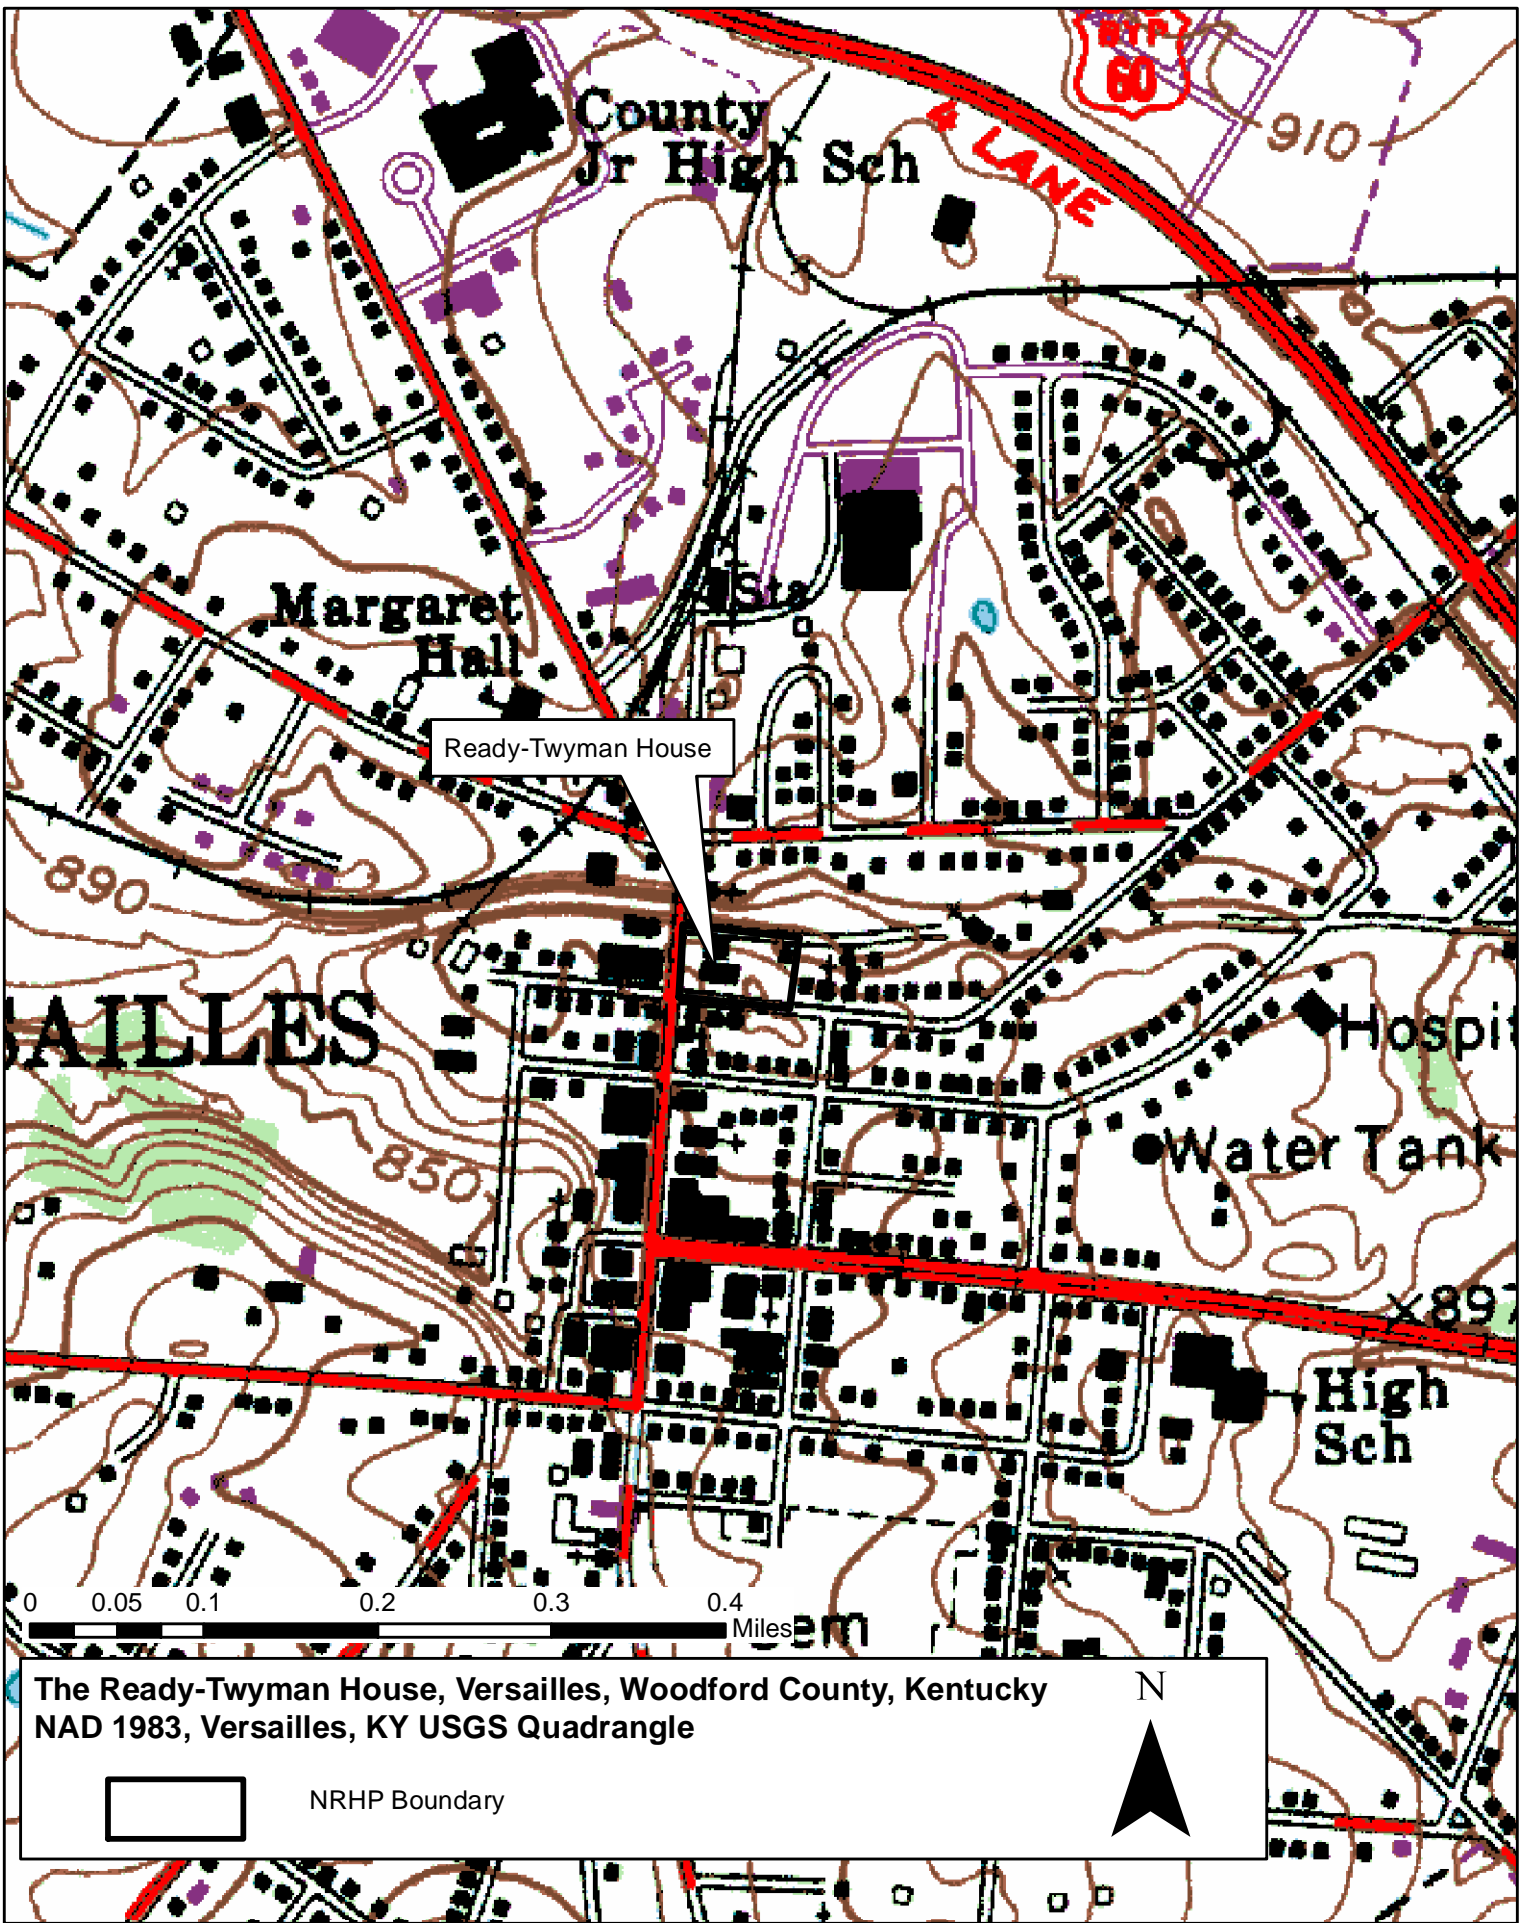 BYP
60
4 LANE
910
County
Jr High Sch
Margaret
Hall
Sta
Ready-Twyman House
890
SAILLES
Hospit
850
Water Tank
×897
High
Sch
0 0.05 0.1 0.2 0.3 0.4
Miles
em
The Ready-Twyman House, Versailles, Woodford County, Kentucky
NAD 1983, Versailles, KY USGS Quadrangle
N
NRHP Boundary